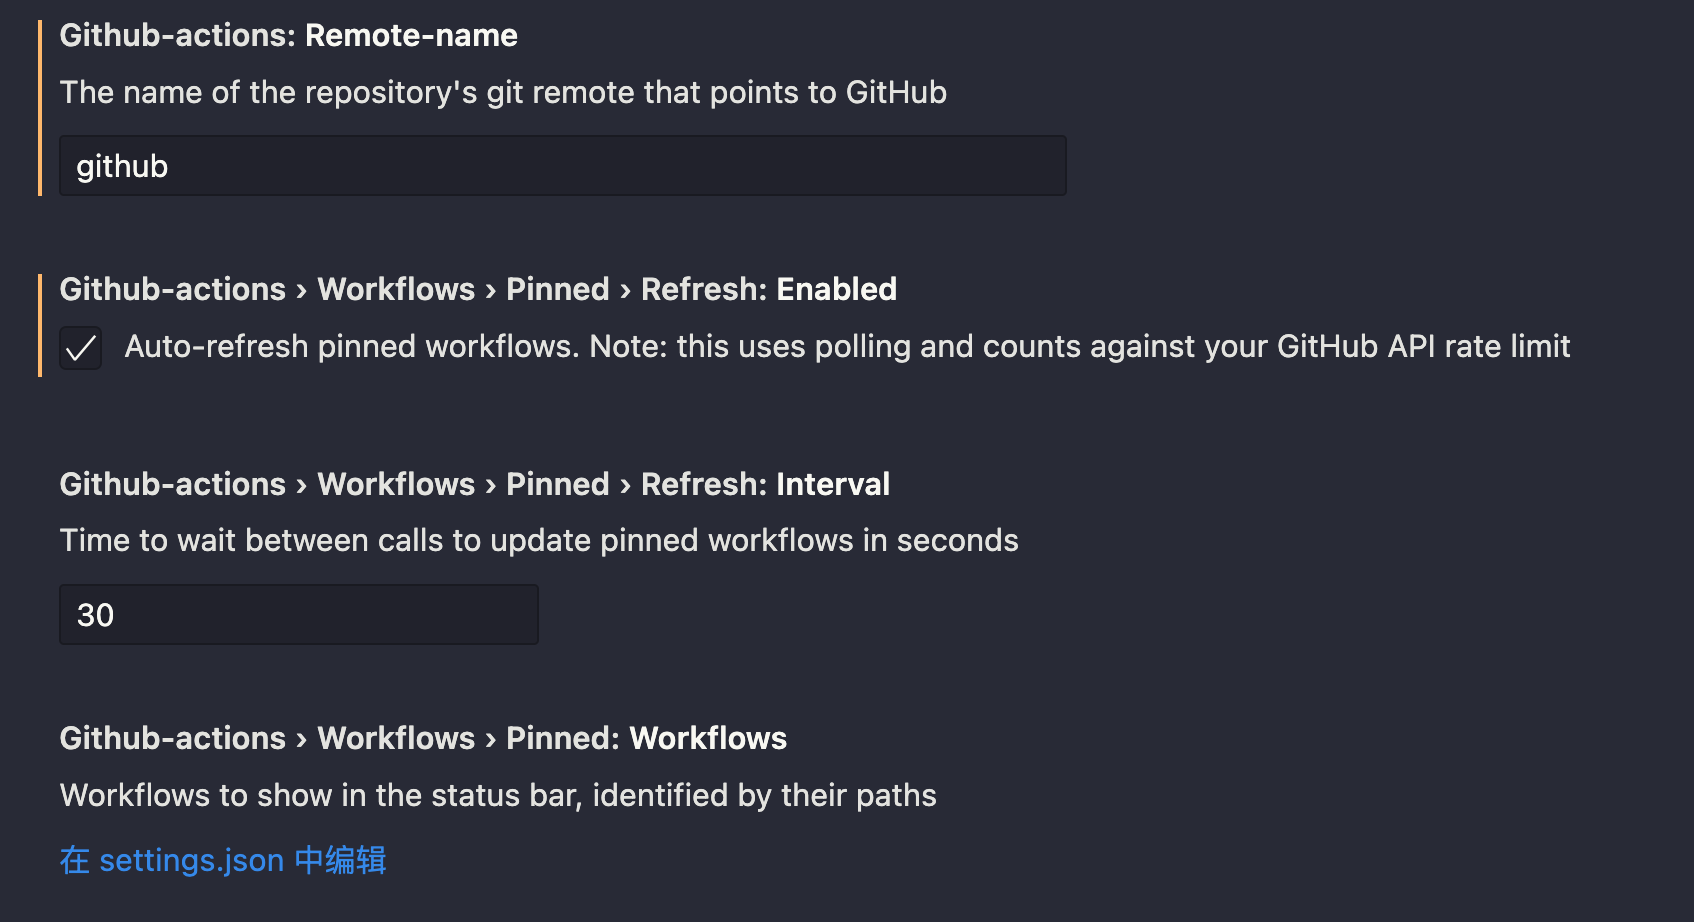 Github-actions: Remote-name
The name of the repository's git remote that points to GitHub
github
Github-actions › Workflows › Pinned › Refresh: Enabled
Auto-refresh pinned workflows. Note: this uses polling and counts against your GitHub API rate limit
Github-actions › Workflows › Pinned › Refresh: Interval
Time to wait between calls to update pinned workflows in seconds
30
Github-actions › Workflows › Pinned: Workflows
Workflows to show in the status bar, identified by their paths
在 settings.json 中编辑